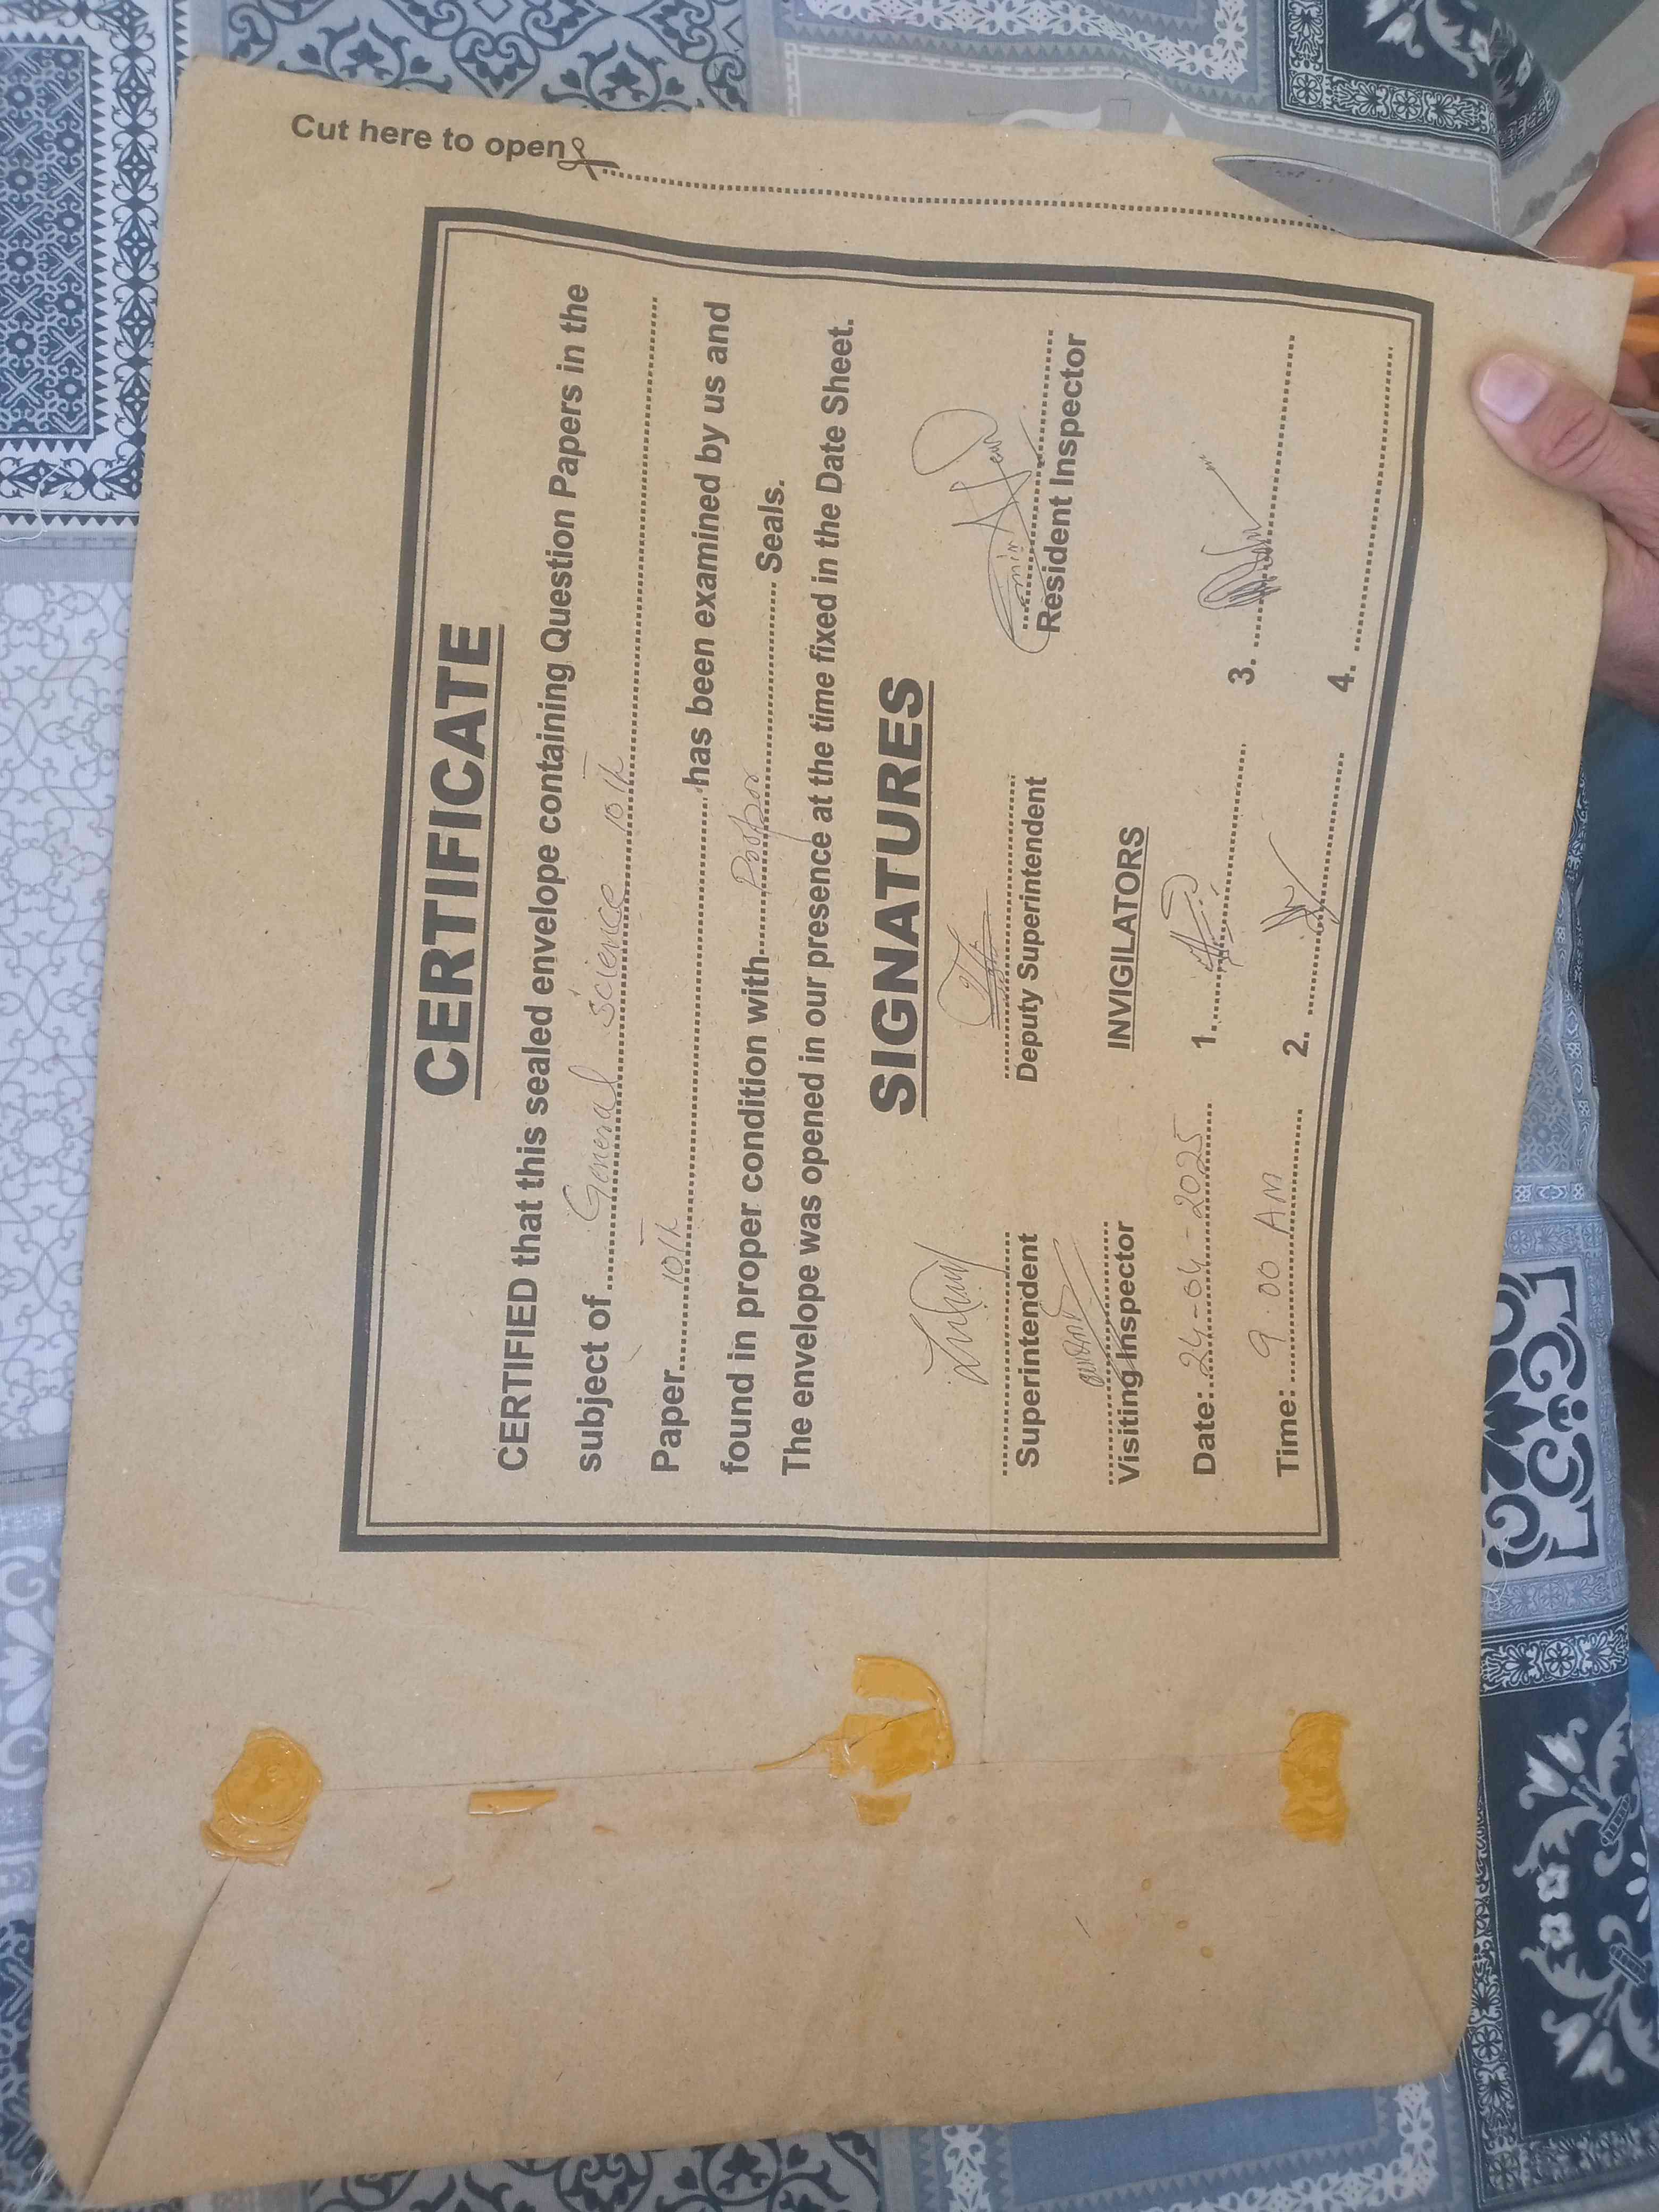 Cut here to open
CERTIFICATE
CERTIFIED that this sealed envelope containing Question Papers in the
subject of General Science 10th
Paper 10th has been examined by us and
found in proper condition with Propor Seals.
The envelope was opened in our presence at the time fixed in the Date Sheet.
SIGNATURES
Superintendent Deputy Superintendent Resident Inspector
Visiting Inspector INVIGILATORS
Date: 24-04-2025 1. 3.
Time: 9.00 AM 2. 4.